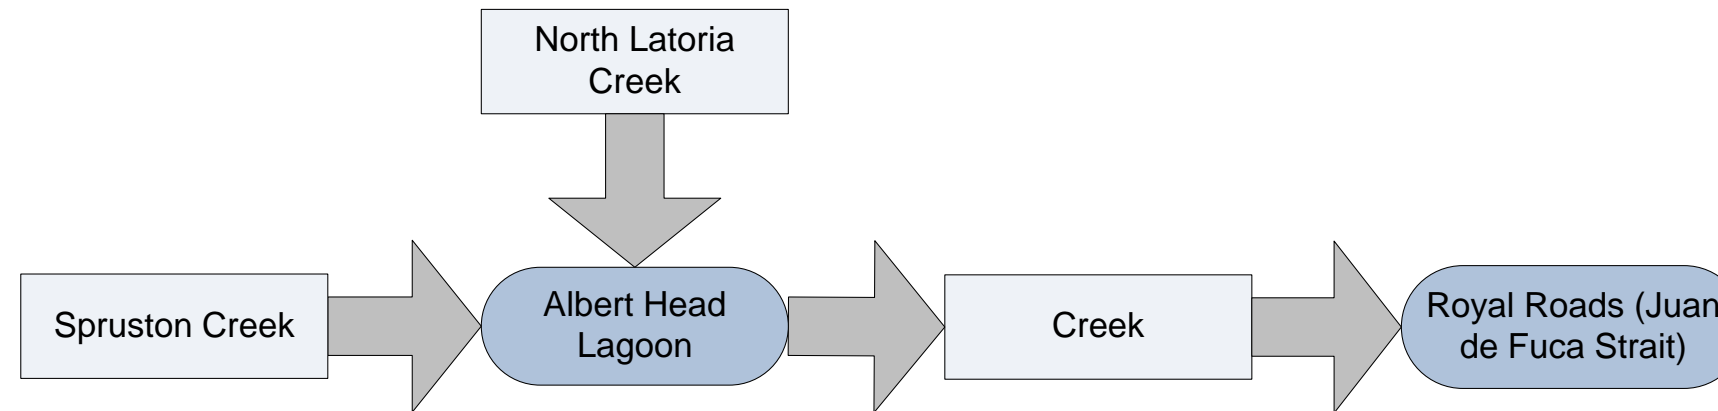 North Latoria
Creek
Spruston Creek
Albert Head
Lagoon
Creek
Royal Roads (Juan
de Fuca Strait)